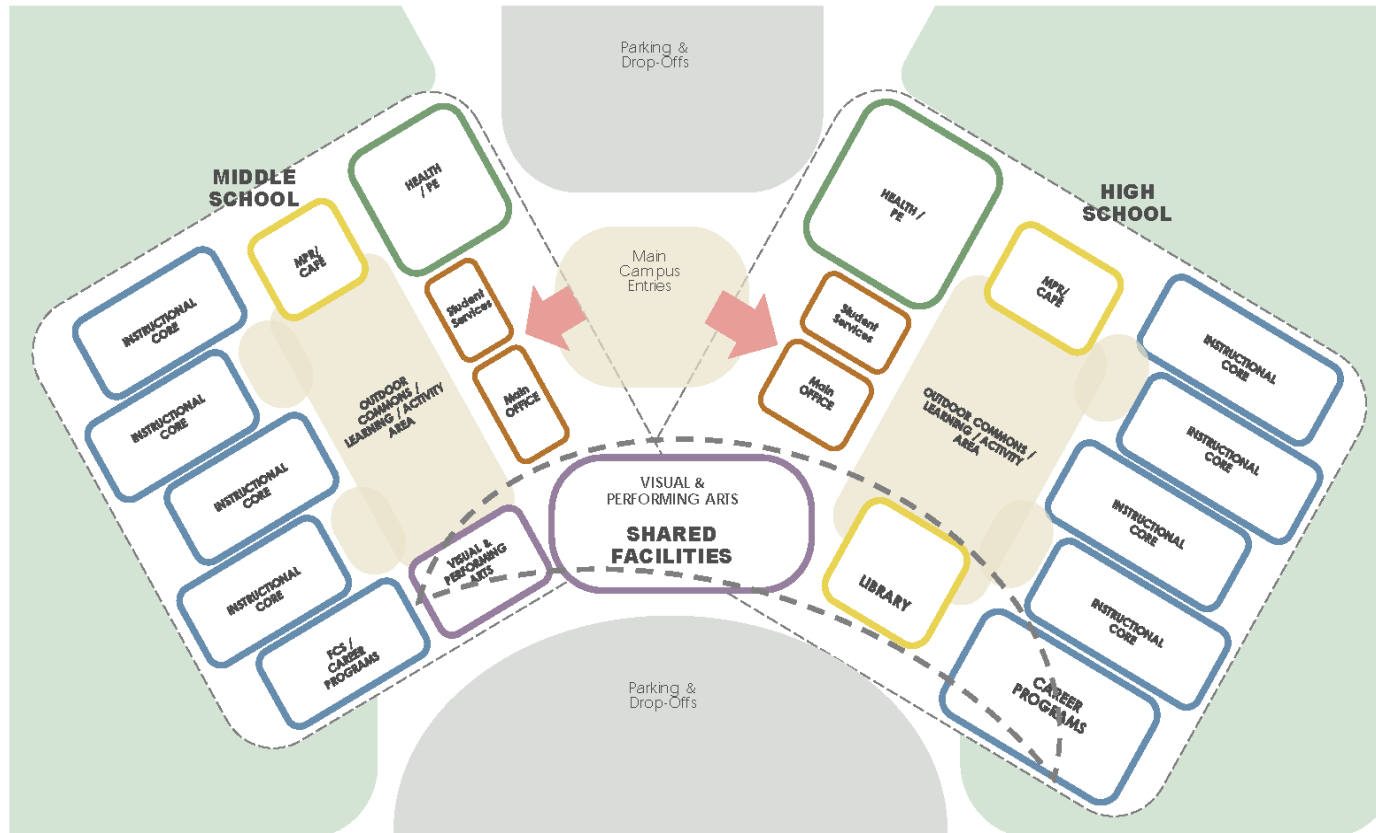 Parking &
Drop-Offs
MIDDLE
SCHOOL
HEALTH
/ PE
MPR/
CAFE
INSTRUCTIONAL
CORE
INSTRUCTIONAL
CORE
INSTRUCTIONAL
CORE
INSTRUCTIONAL
CORE
FCS /
CAREER
PROGRAMS
OUTDOOR
COMMONS /
LEARNING / ACTIVITY
AREA
Student
Services
Main
OFFICE
VISUAL &
PERFORMING
ARTS
Main
Campus
Entries
VISUAL &
PERFORMING ARTS
SHARED
FACILITIES
HIGH
SCHOOL
HEALTH /
PE
MPR/
CAFE
Student
Services
Main
OFFICE
OUTDOOR COMMONS /
LEARNING / ACTIVITY
AREA
LIBRARY
INSTRUCTIONAL
CORE
INSTRUCTIONAL
CORE
INSTRUCTIONAL
CORE
INSTRUCTIONAL
CORE
CAREER
PROGRAMS
Parking &
Drop-Offs